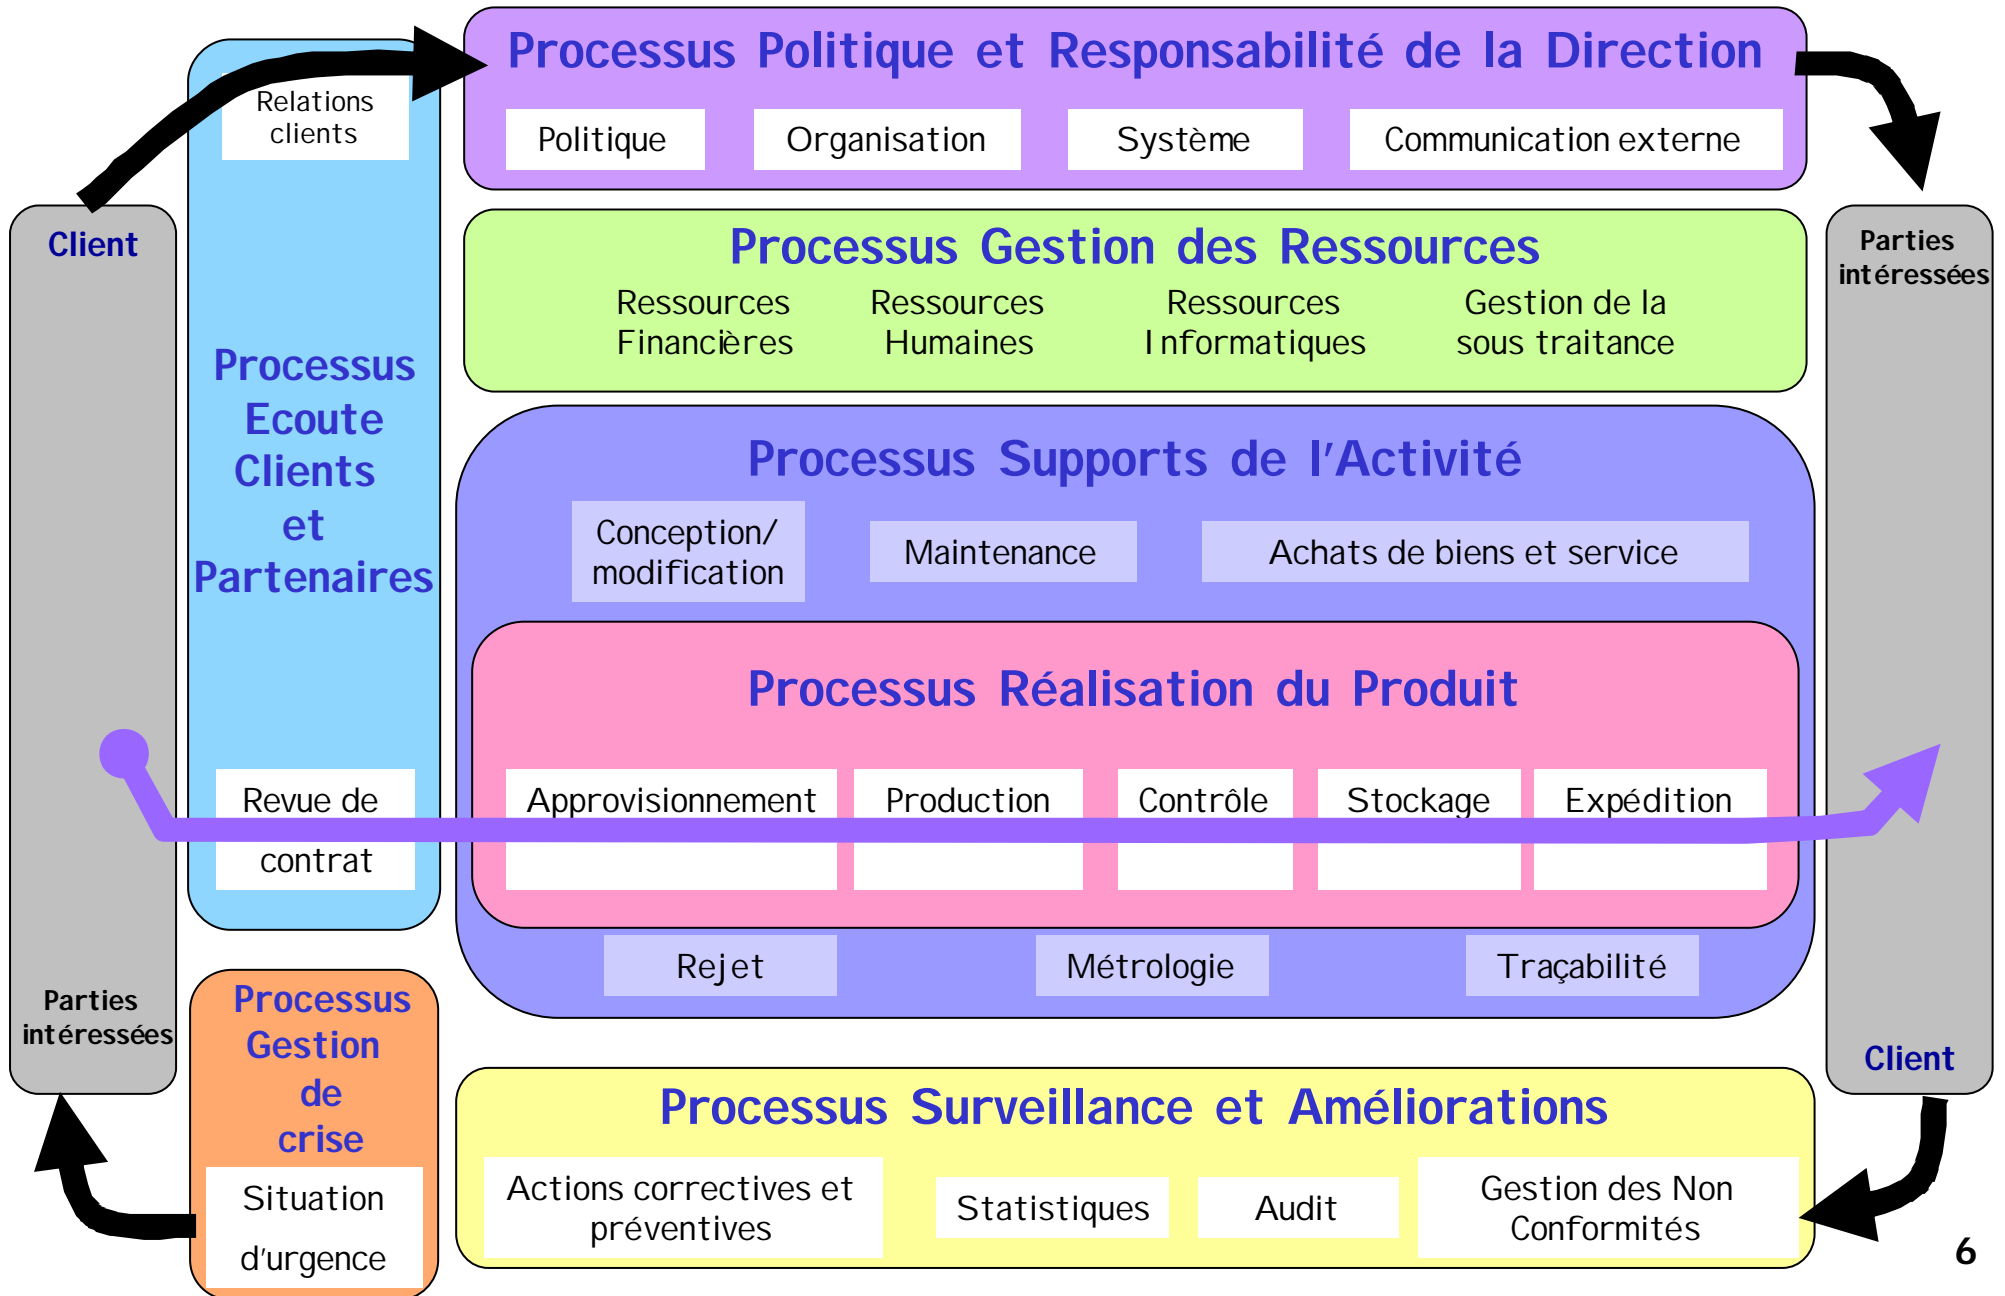 Processus Politique et Responsabilité de la Direction
Politique
Organisation
Système
Communication externe
Relations
clients
Processus
Ecoute
Clients
et
Partenaires
Revue de
contrat
Client
Parties
intéressées
Processus Gestion des Ressources
Ressources
Financières
Ressources
Humaines
Ressources
Informatiques
Gestion de la
sous traitance
Processus Supports de l'Activité
Conception/
modification
Maintenance
Achats de biens et service
Processus Réalisation du Produit
Approvisionnement
Production
Contrôle
Stockage
Expédition
Rejet
Métrologie
Traçabilité
Parties
intéressées
Client
Processus
Gestion
de
crise
Situation
d'urgence
Processus Surveillance et Améliorations
Actions correctives et
préventives
Statistiques
Audit
Gestion des Non
Conformités
6